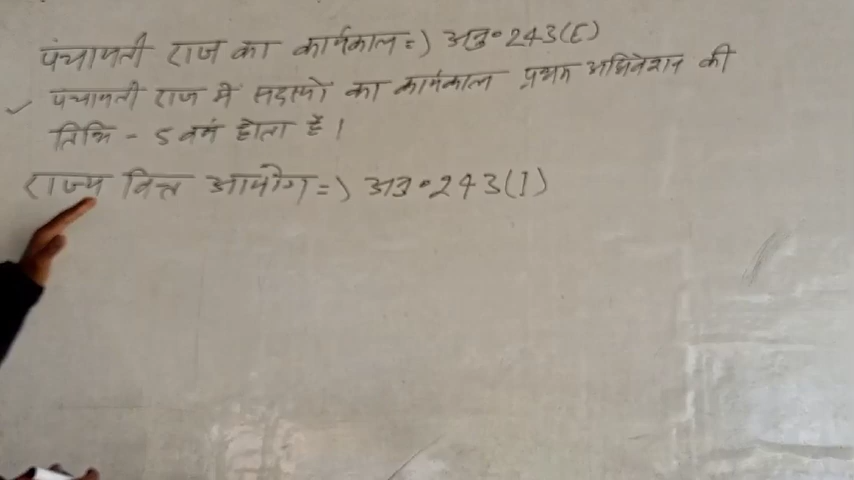 पंचायती राज का कार्यकाल=) अनु॰243(E)
पंचायती राज में सदस्यों का कार्यकाल प्रथम अधिवेशन की
तिथि - 5 वर्ष होता है।
राज्य वित्त आयोग=) अनु॰243(I)